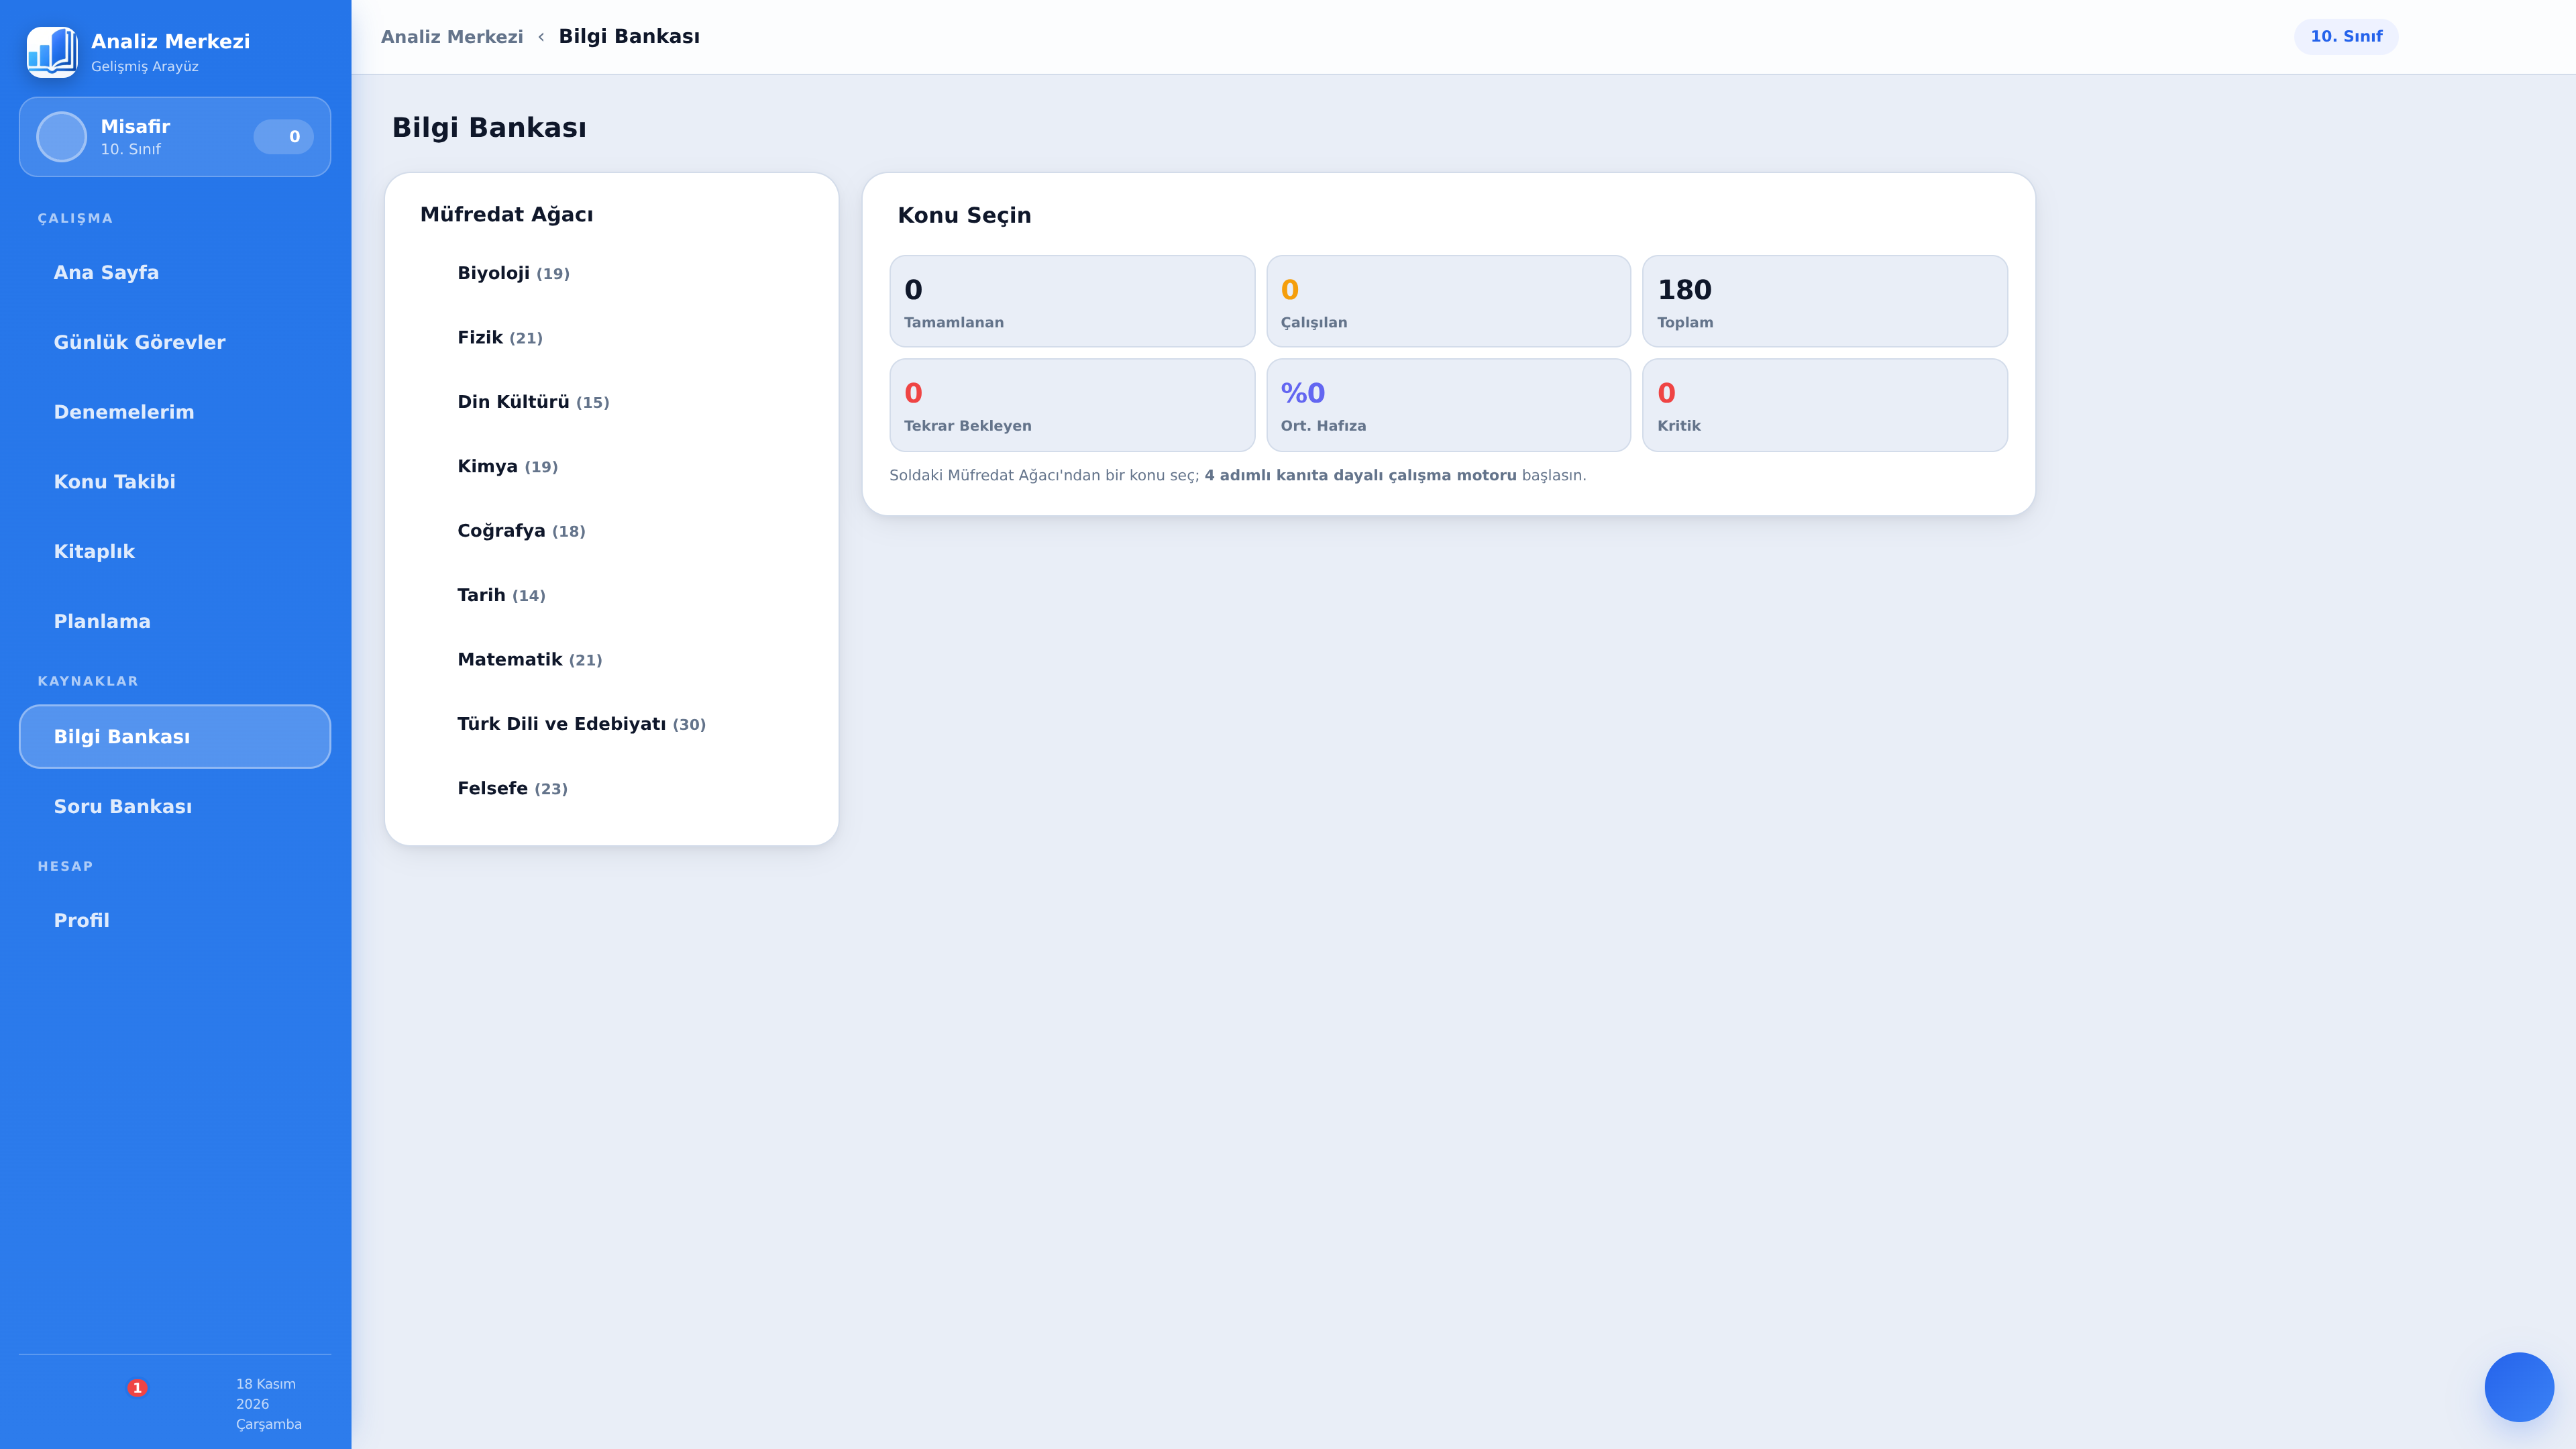 Analiz Merkezi
Gelişmiş Arayüz
Misafir
10. Sınıf
0
ÇALIŞMA
Ana Sayfa
Günlük Görevler
Denemelerim
Konu Takibi
Kitaplık
Planlama
KAYNAKLAR
Bilgi Bankası
Soru Bankası
HESAP
Profil
1
18 Kasım
2026
Çarşamba
Analiz Merkezi ‹ Bilgi Bankası
10. Sınıf
Bilgi Bankası
Müfredat Ağacı
Biyoloji (19)
Fizik (21)
Din Kültürü (15)
Kimya (19)
Coğrafya (18)
Tarih (14)
Matematik (21)
Türk Dili ve Edebiyatı (30)
Felsefe (23)
Konu Seçin
0
Tamamlanan
0
Çalışılan
180
Toplam
0
Tekrar Bekleyen
%0
Ort. Hafıza
0
Kritik
Soldaki Müfredat Ağacı'ndan bir konu seç; 4 adımlı kanıta dayalı çalışma motoru başlasın.